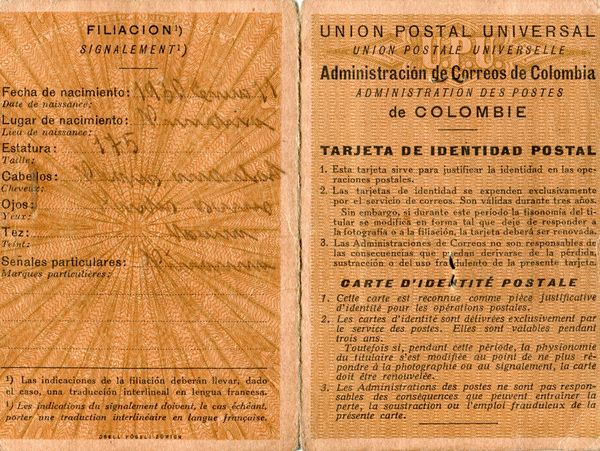 FILIACION¹)
SIGNALEMENT¹)
Fecha de nacimiento:
Date de naissance:
Lugar de nacimiento:
Lieu de naissance:
Estatura: 175
Taille:
Cabellos:
Cheveux:
Ojos:
Yeux:
Tez:
Teint:
Señales particulares:
Marques particulières:
¹) Las indicaciones de la filiación deberán llevar, dado
el caso, una traducción interlineal en lengua francesa.
¹) Les indications du signalement doivent, le cas échéant,
porter une traduction interlinéaire en langue française.
ORELL FÜSSLI-ZÜRICH
UNION POSTAL UNIVERSAL
UNION POSTALE UNIVERSELLE
Administración de Correos de Colombia
ADMINISTRATION DES POSTES
de COLOMBIE
TARJETA DE IDENTIDAD POSTAL
1. Esta tarjeta sirve para justificar la identidad en las ope-
raciones postales.
2. Las tarjetas de identidad se expenden exclusivamente
por el servicio de correos. Son válidas durante tres años.
Sin embargo, si durante este período la fisonomía del ti-
tular se modifica en forma tal que deje de responder a
la fotografía o a la filiación, la tarjeta deberá ser renovada.
3. Las Administraciones de Correos no son responsables de
las consecuencias que puedan derivarse de la pérdida,
sustracción o del uso fraudulento de la presente tarjeta.
CARTE D'IDENTITÉ POSTALE
1. Cette carte est reconnue comme pièce justificative
d'identité pour les opérations postales.
2. Les cartes d'identité sont délivrées exclusivement par
le service des postes. Elles sont valables pendant
trois ans.
Toutefois si, pendant cette période, la physionomie
du titulaire s'est modifiée au point de ne plus ré-
pondre à la photographie ou au signalement, la carte
doit être renouvelée.
3. Les Administrations des postes ne sont pas respon-
sables des conséquences que peuvent entraîner la
perte, la soustraction ou l'emploi frauduleux de la
présente carte.